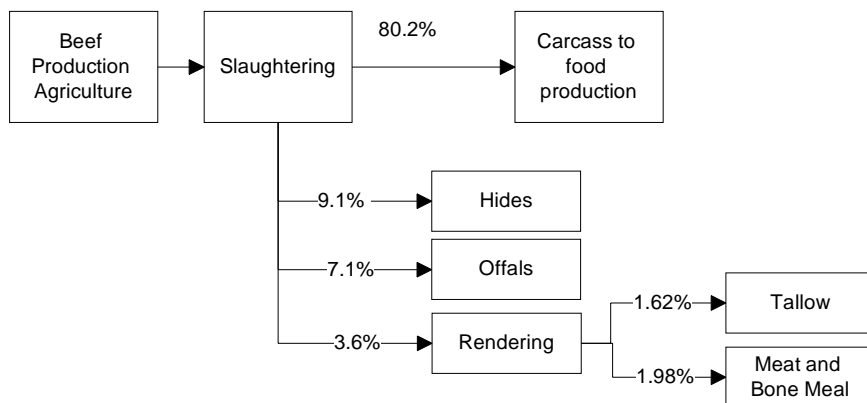 Beef
Production
Agriculture
Slaughtering
80.2%
Carcass to
food
production
9.1%
Hides
7.1%
Offals
3.6%
Rendering
1.62%
Tallow
1.98%
Meat and
Bone Meal